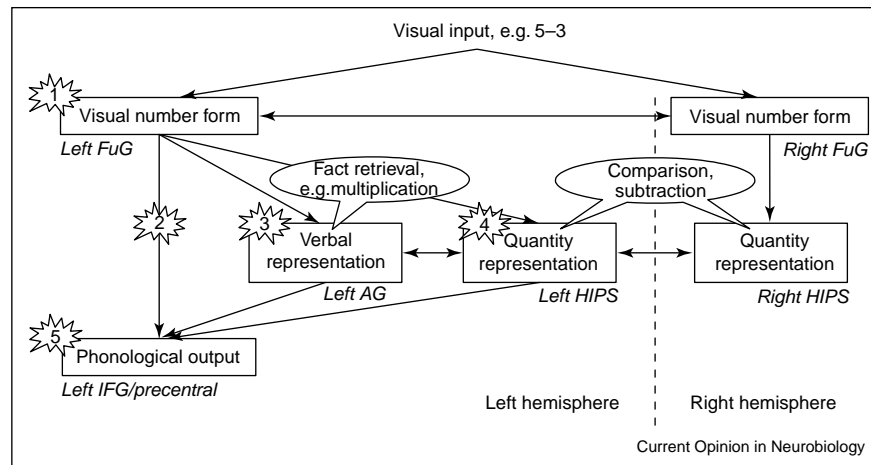 Visual input, e.g. 5–3
1
Visual number form
Visual number form
Left FuG
Right FuG
Fact retrieval,
e.g.multiplication
Comparison,
subtraction
2
3
4
Verbal
representation
Quantity
representation
Quantity
representation
Left AG
Left HIPS
Right HIPS
5
Phonological output
Left IFG/precentral
Left hemisphere
Right hemisphere
Current Opinion in Neurobiology